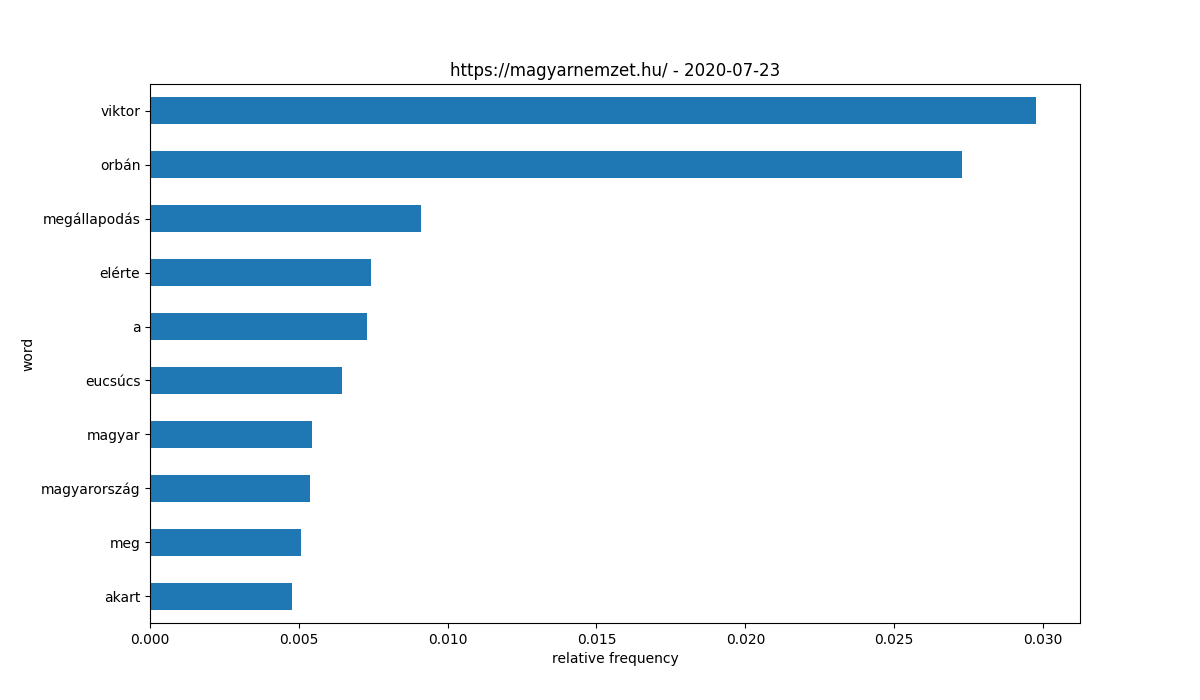 https://magyarnemzet.hu/ - 2020-07-23
viktor
orbán
megállapodás
elérte
a
eucsúcs
magyar
magyarország
meg
akart
word
0.000 0.005 0.010 0.015 0.020 0.025 0.030
relative frequency